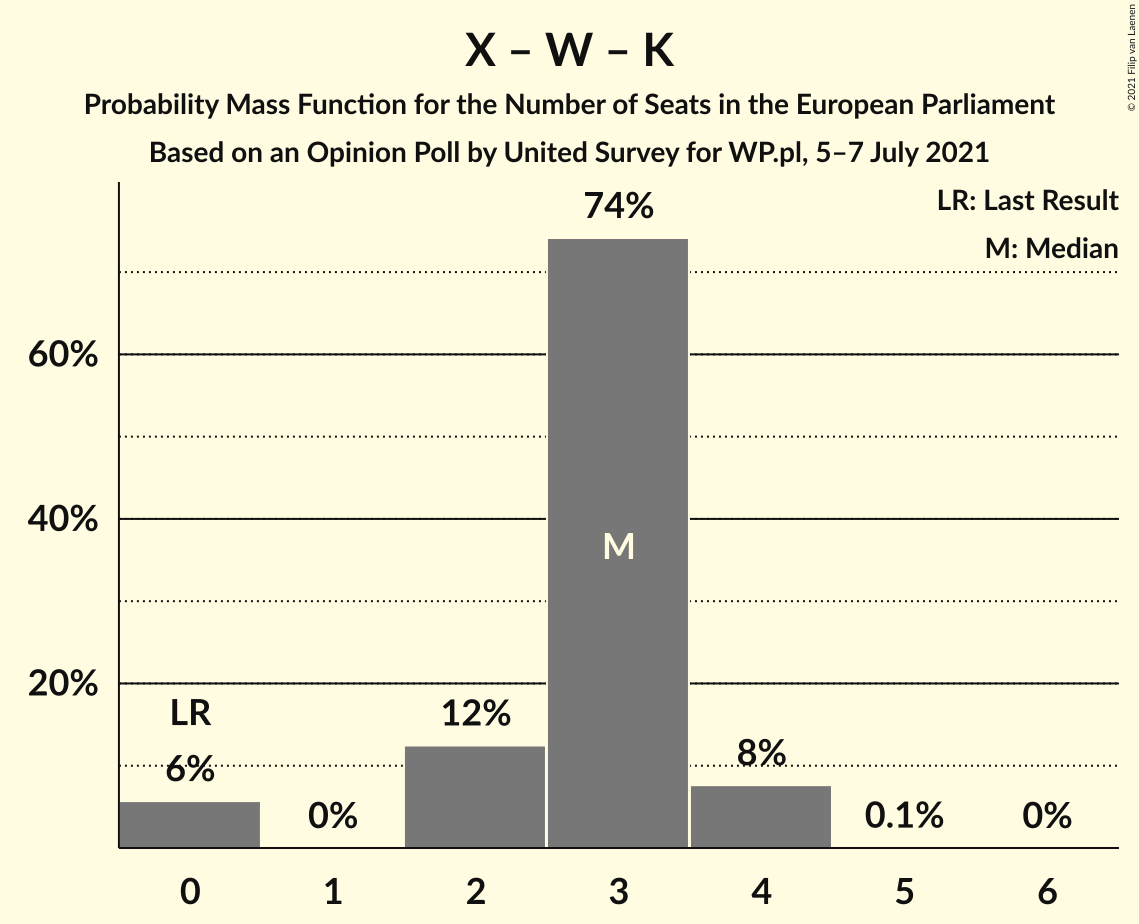 X – W – K
Probability Mass Function for the Number of Seats in the European Parliament
Based on an Opinion Poll by United Survey for WP.pl, 5–7 July 2021
© 2021 Filip van Laenen
LR: Last Result
M: Median
74%
60%
40%
20%
M
LR
6%
0%
12%
8%
0.1%
0%
0 1 2 3 4 5 6